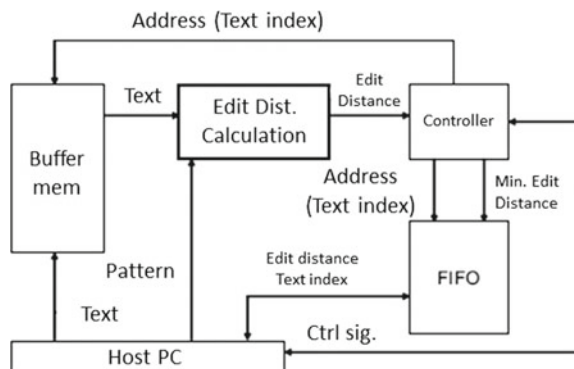 Address (Text index)
Text
Edit Dist.
Calculation
Edit
Distance
Controller
Buffer
mem
Address
(Text index)
Min. Edit
Distance
Pattern
Edit distance
Text index
FIFO
Text
Ctrl sig.
Host PC